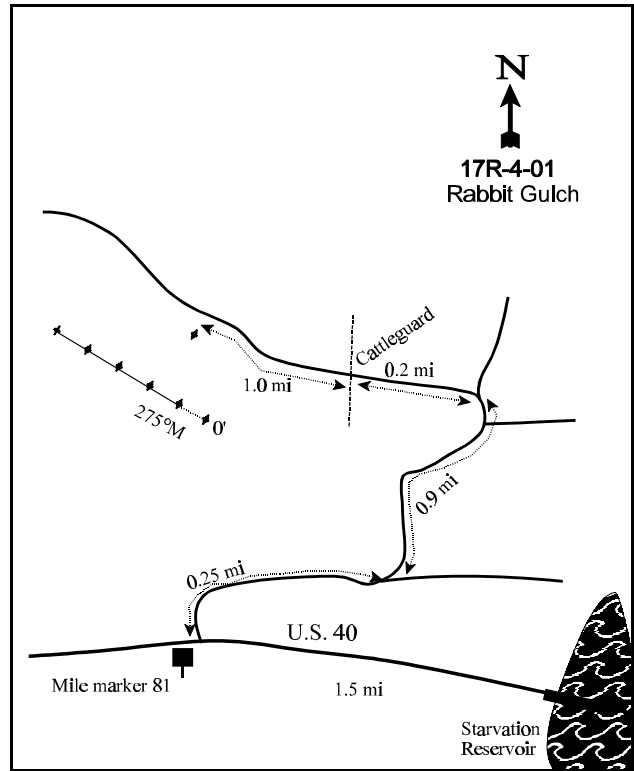 N
17R-4-01
Rabbit Gulch
Cattleguard
0.2 mi
1.0 mi
275°M
0'
0.9 mi
0.25 mi
U.S. 40
Mile marker 81
1.5 mi
Starvation
Reservoir